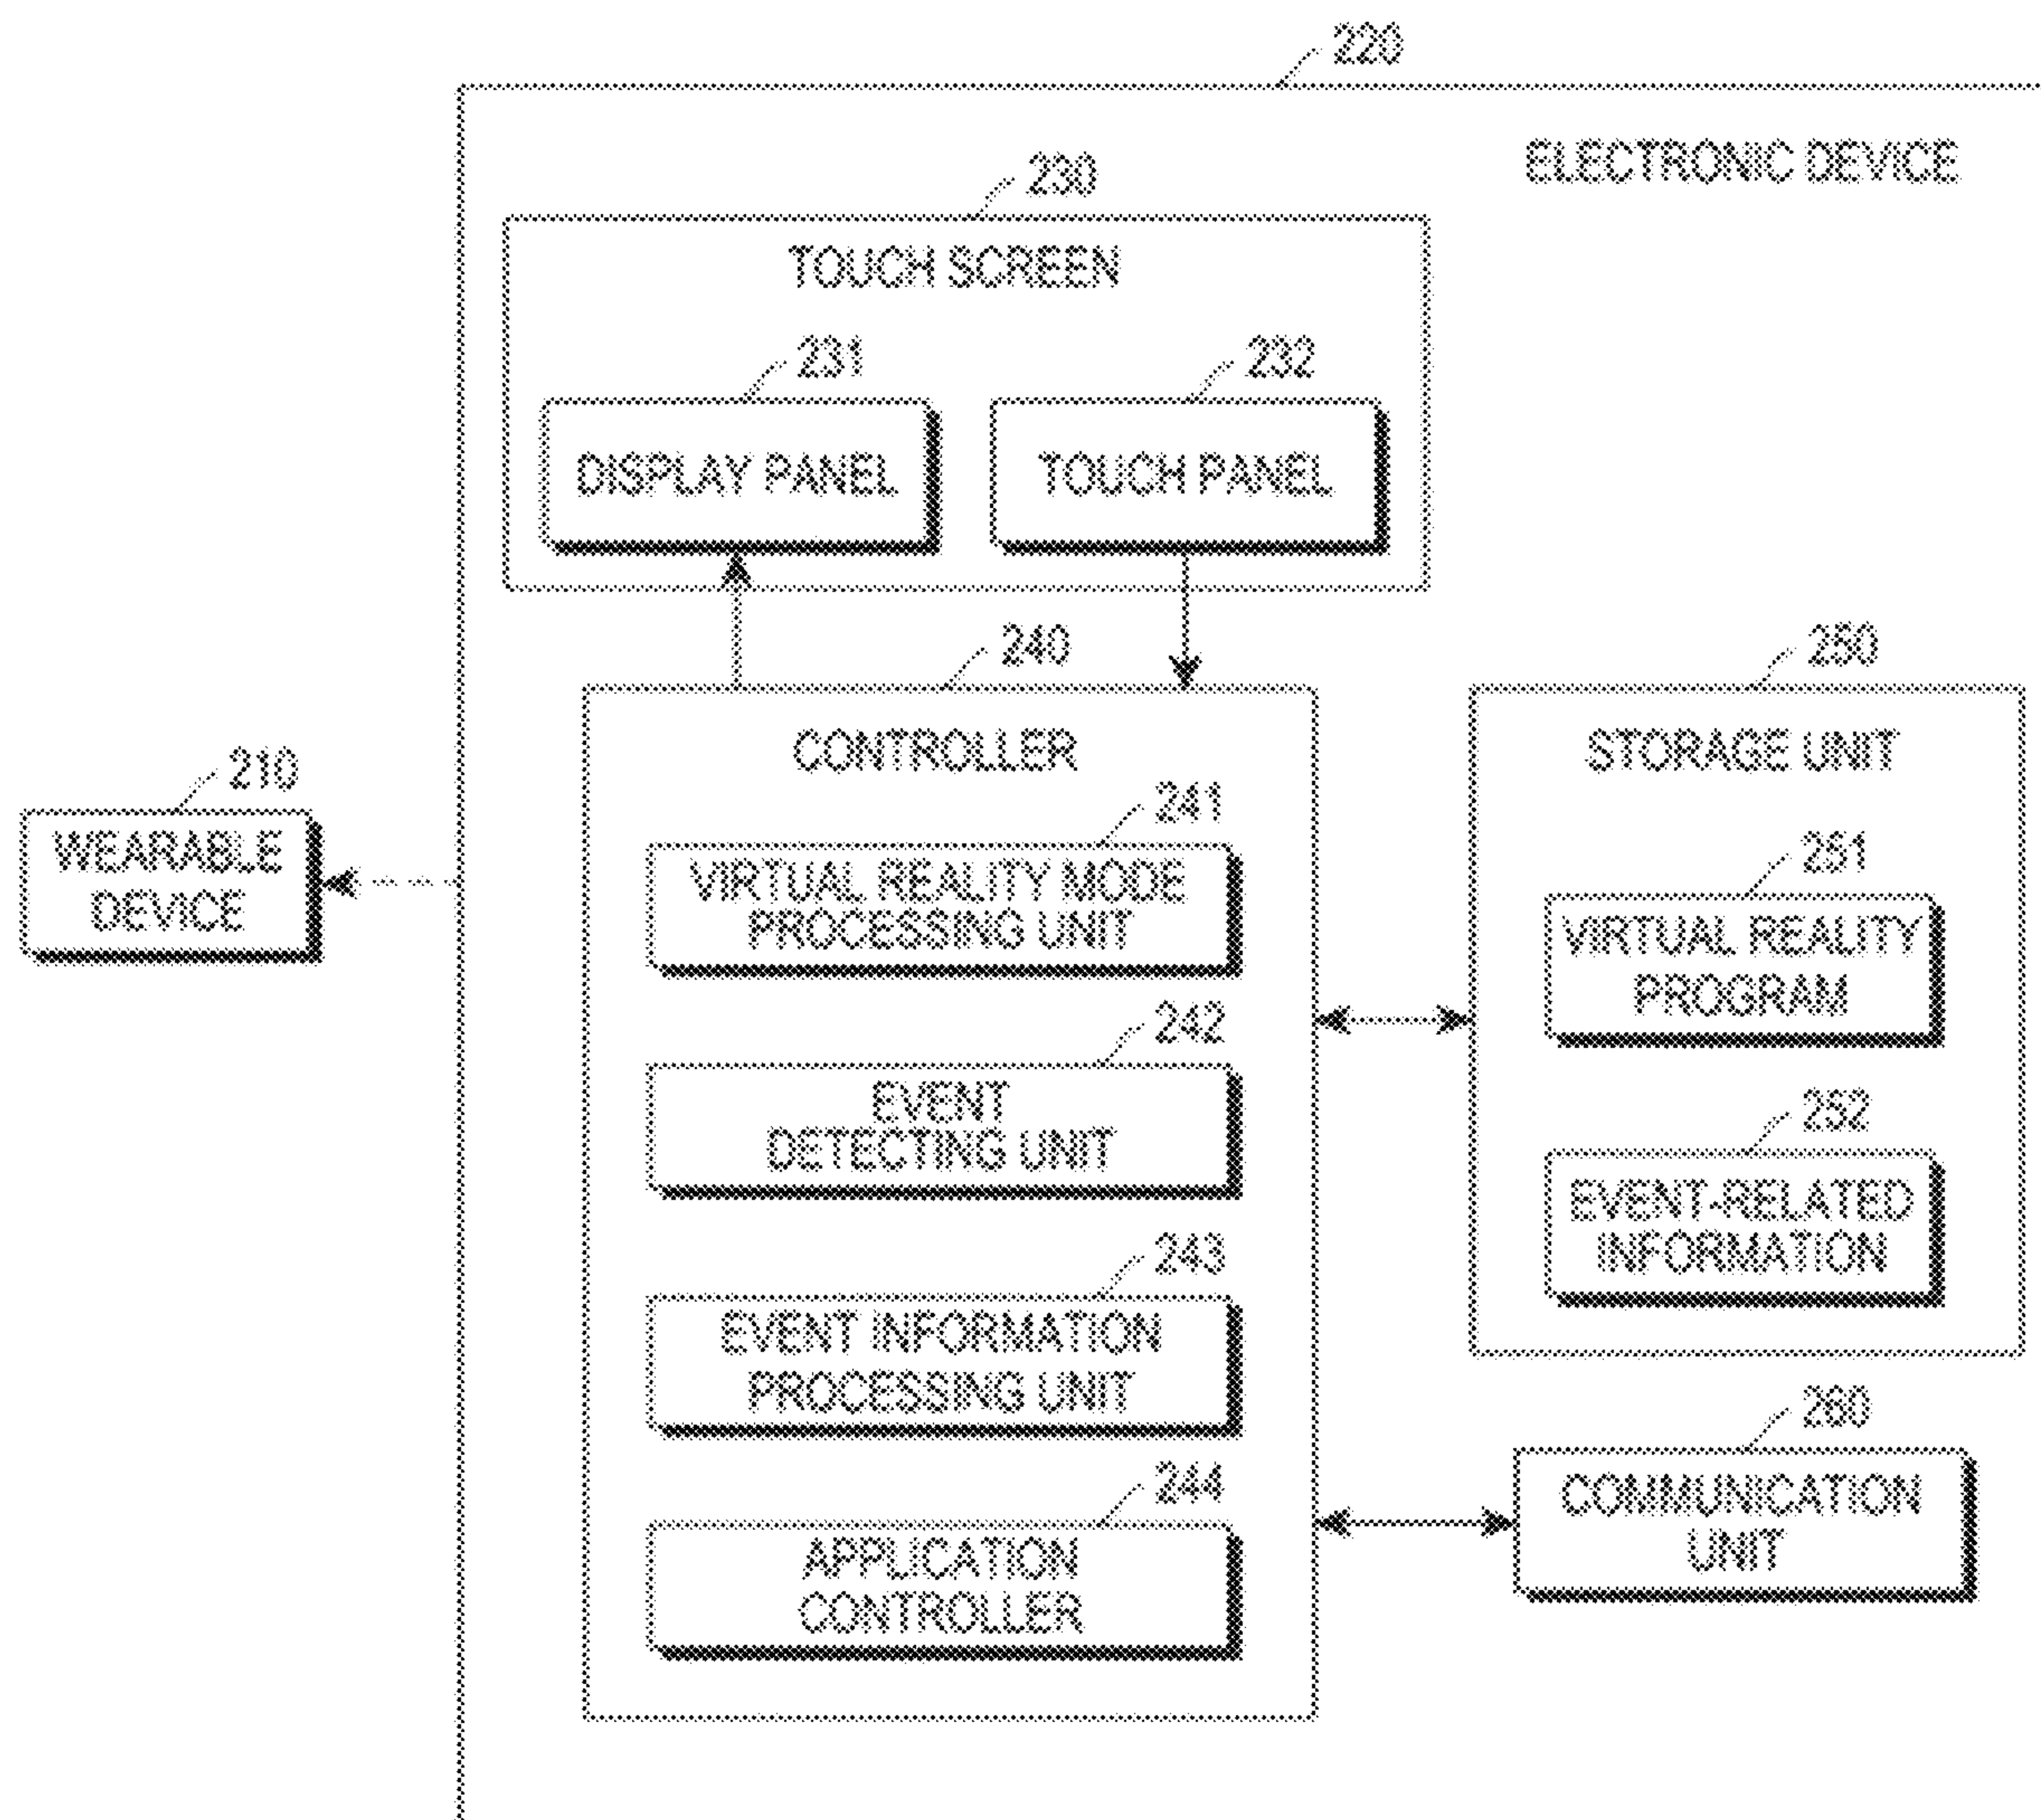 220
ELECTRONIC DEVICE
230
TOUCH SCREEN
231
232
DISPLAY PANEL
TOUCH PANEL
240
250
CONTROLLER
STORAGE UNIT
210
WEARABLE
DEVICE
241
VIRTUAL REALITY MODE
PROCESSING UNIT
251
VIRTUAL REALITY
PROGRAM
242
EVENT
DETECTING UNIT
252
EVENT-RELATED
INFORMATION
243
EVENT INFORMATION
PROCESSING UNIT
260
COMMUNICATION
UNIT
244
APPLICATION
CONTROLLER